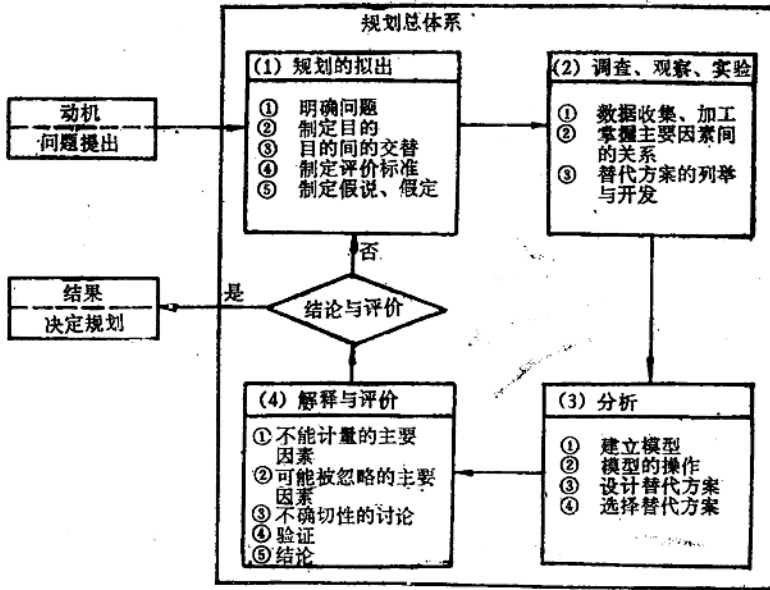 规划总体系
动机
问题提出
(1) 规划的拟出
① 明确问题
② 制定目的
③ 目的间的交替
④ 制定评价标准
⑤ 制定假说、假定
(2) 调查、观察、实验
① 数据收集、加工
② 掌握主要因素间
的关系
③ 替代方案的列举
与开发
(3) 分析
① 建立模型
② 模型的操作
③ 设计替代方案
④ 选择替代方案
(4) 解释与评价
① 不能计量的主要
因素
② 可能被忽略的主要
因素
③ 不确切性的讨论
④ 验证
⑤ 结论
结论与评价
否
是
结果
决定规划